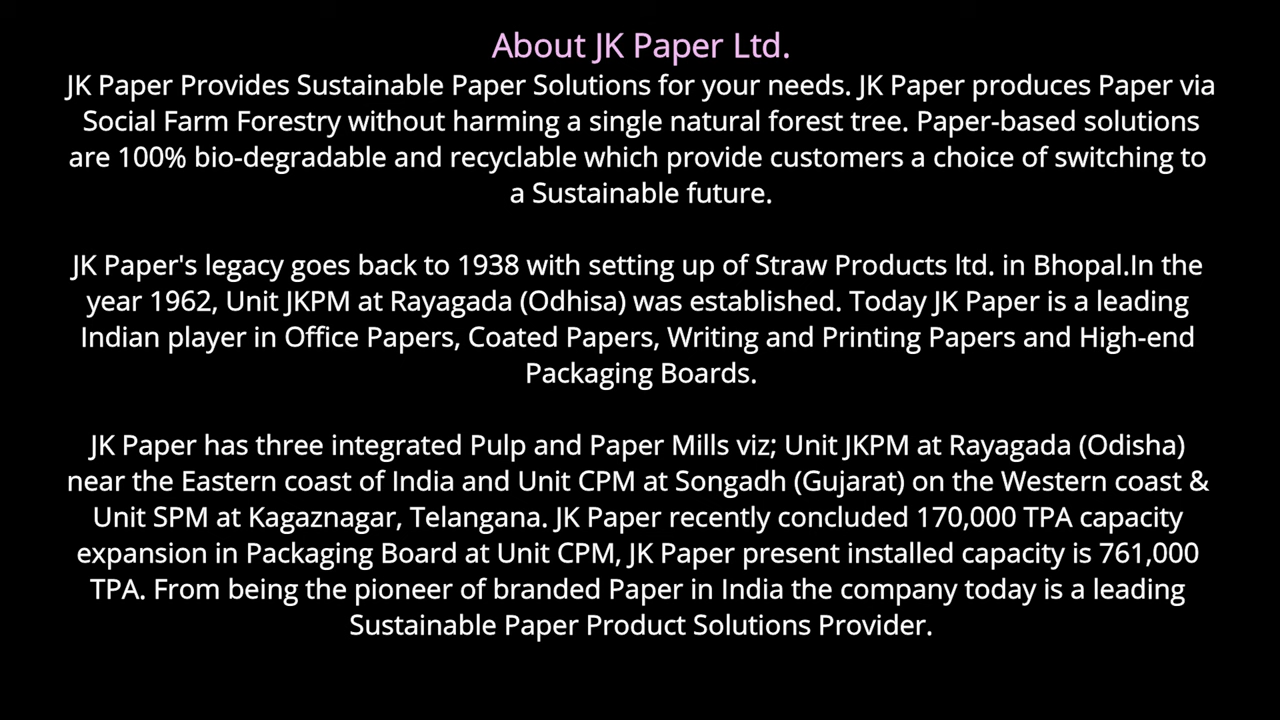 About JK Paper Ltd.
JK Paper Provides Sustainable Paper Solutions for your needs. JK Paper produces Paper via
Social Farm Forestry without harming a single natural forest tree. Paper-based solutions
are 100% bio-degradable and recyclable which provide customers a choice of switching to
a Sustainable future.
JK Paper's legacy goes back to 1938 with setting up of Straw Products ltd. in Bhopal.In the
year 1962, Unit JKPM at Rayagada (Odhisa) was established. Today JK Paper is a leading
Indian player in Office Papers, Coated Papers, Writing and Printing Papers and High-end
Packaging Boards.
JK Paper has three integrated Pulp and Paper Mills viz; Unit JKPM at Rayagada (Odisha)
near the Eastern coast of India and Unit CPM at Songadh (Gujarat) on the Western coast &
Unit SPM at Kagaznagar, Telangana. JK Paper recently concluded 170,000 TPA capacity
expansion in Packaging Board at Unit CPM, JK Paper present installed capacity is 761,000
TPA. From being the pioneer of branded Paper in India the company today is a leading
Sustainable Paper Product Solutions Provider.